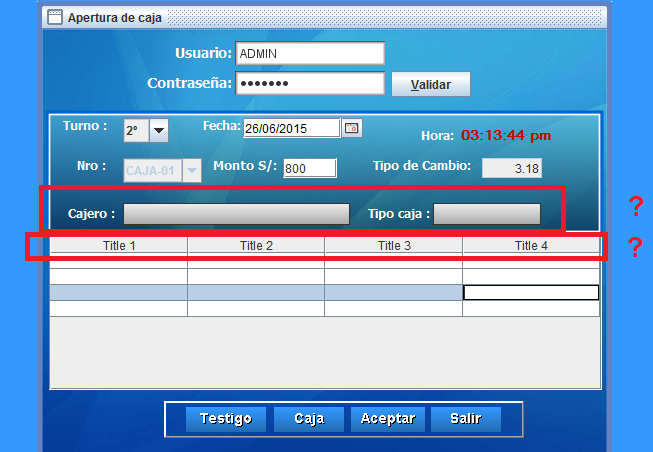 Apertura de caja
Usuario: ADMIN
Contraseña: •••••••
Validar
Turno : 2° Fecha: 26/06/2015 Hora: 03:13:44 pm
Nro : CAJA-01 Monto S/: 800 Tipo de Cambio: 3.18
Cajero : Tipo caja : ?
Title 1 Title 2 Title 3 Title 4 ?
Testigo Caja Aceptar Salir